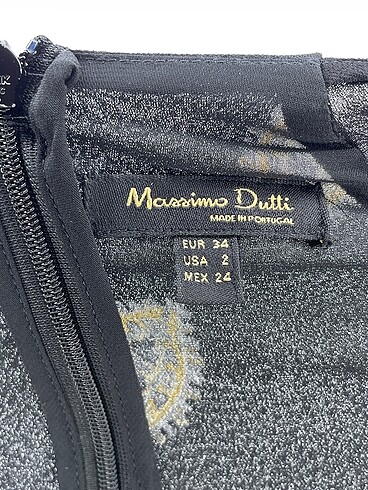 Massimo Dutti
MADE IN PORTUGAL
EUR 34
USA 2
MEX 24